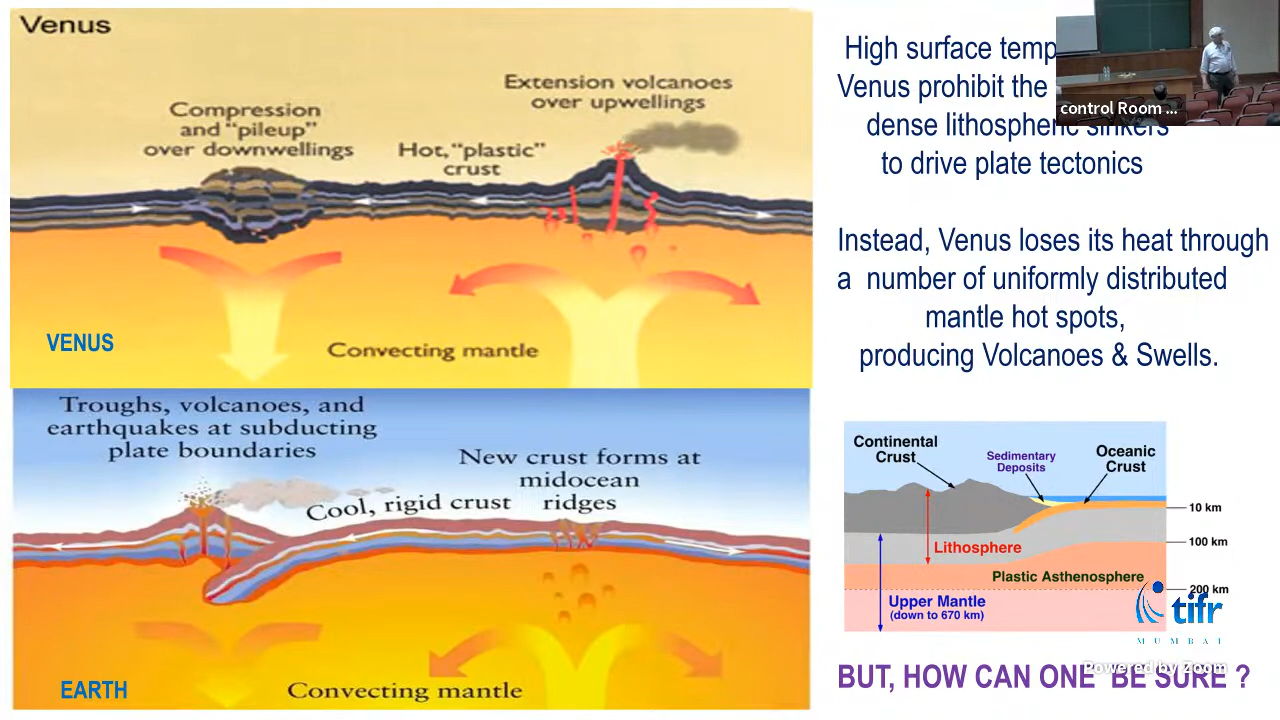 Venus
Compression
and "pileup"
over downwellings
Hot, "plastic"
crust
Extension volcanoes
over upwellings
VENUS
Convecting mantle
Troughs, volcanoes, and
earthquakes at subducting
plate boundaries
Cool, rigid crust
New crust forms at
midocean
ridges
EARTH
Convecting mantle
High surface temp
Venus prohibit the
dense lithospheric sinkers
to drive plate tectonics
control Room ...
Instead, Venus loses its heat through
a number of uniformly distributed
mantle hot spots,
producing Volcanoes & Swells.
Continental
Crust
Sedimentary
Deposits
Oceanic
Crust
10 km
Lithosphere
100 km
Plastic Asthenosphere
200 km
Upper Mantle
(down to 670 km)
tifr
MUMBAI
Powered by Zoom
BUT, HOW CAN ONE BE SURE ?